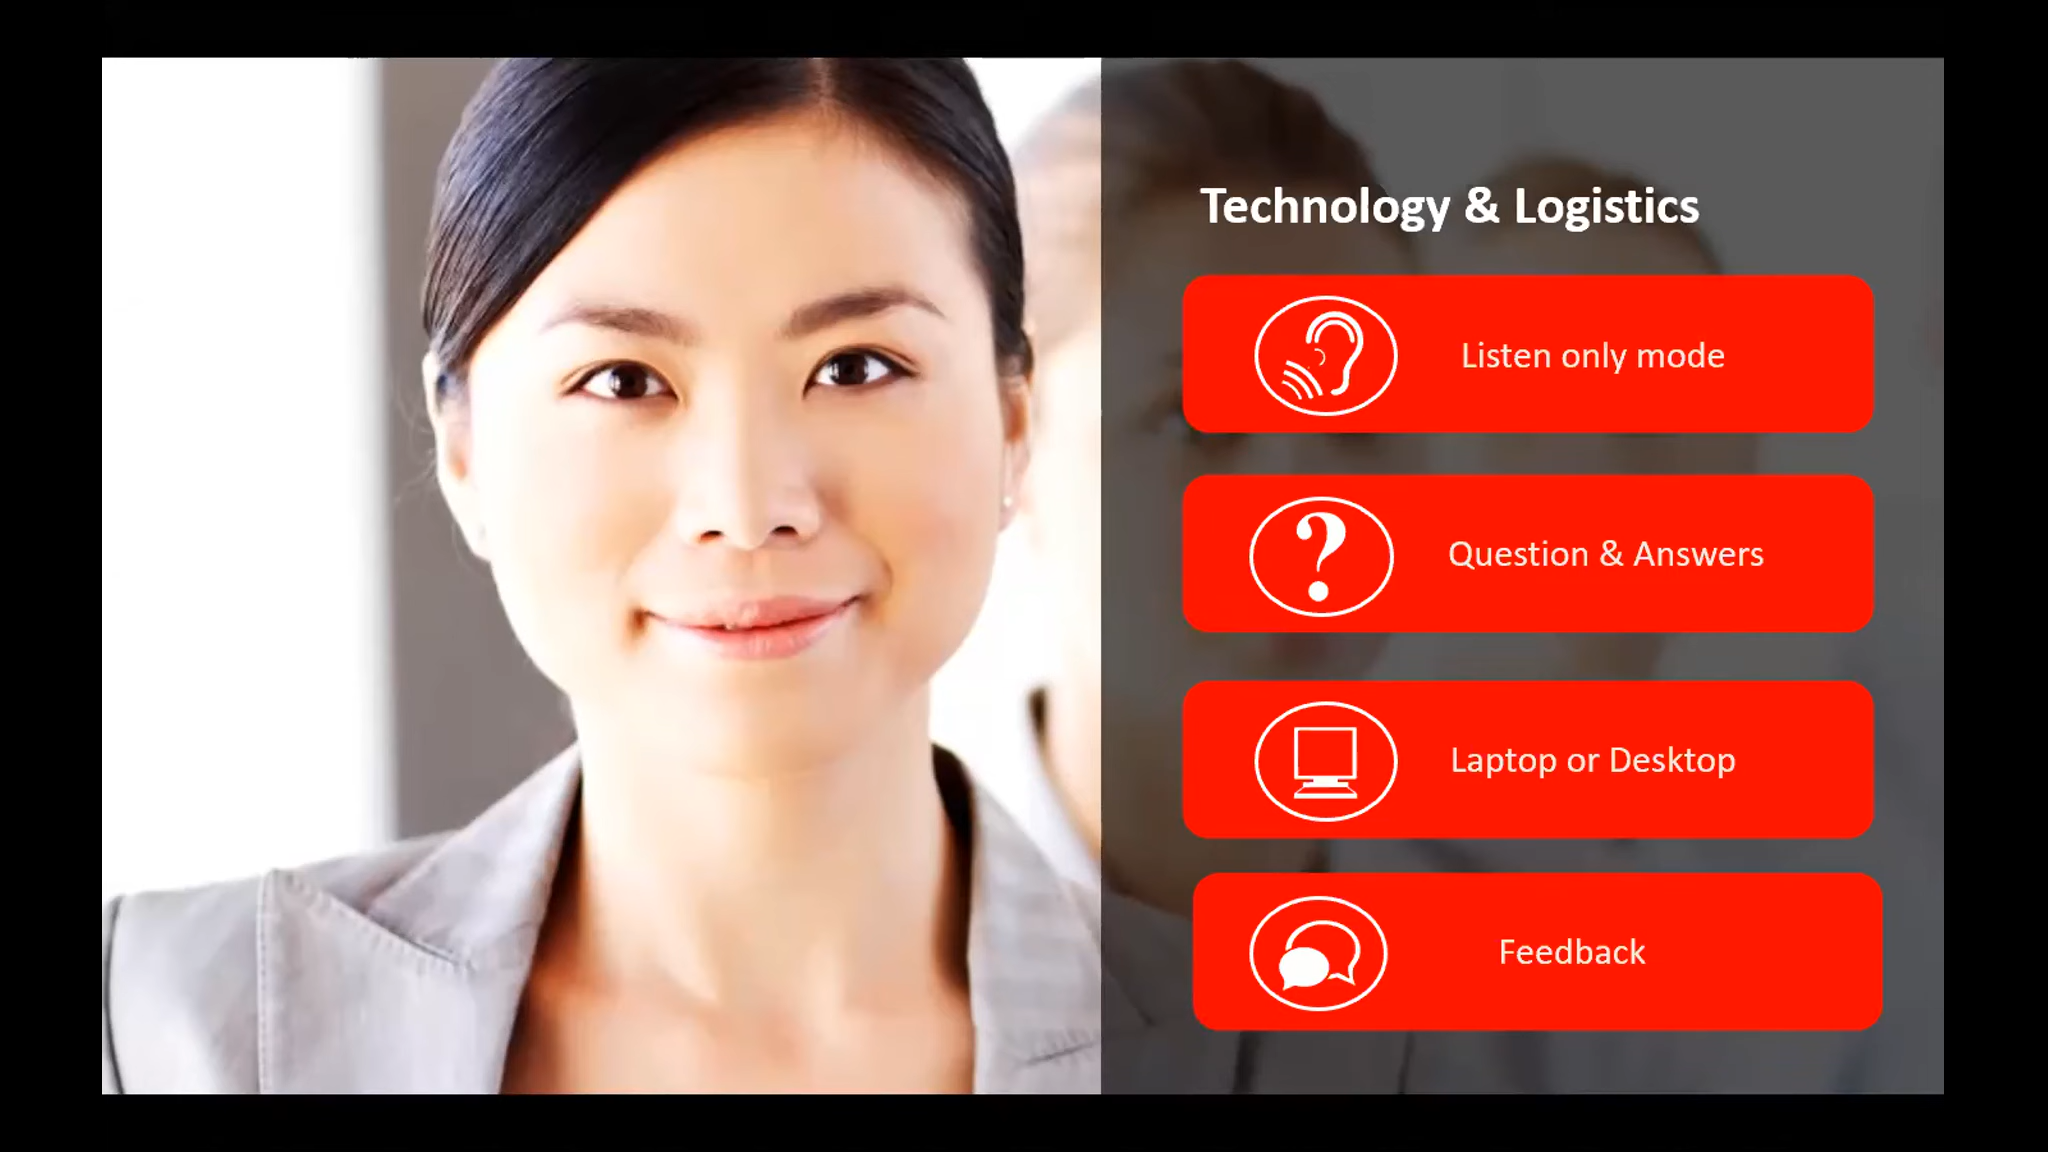 Technology & Logistics
Listen only mode
Question & Answers
Laptop or Desktop
Feedback